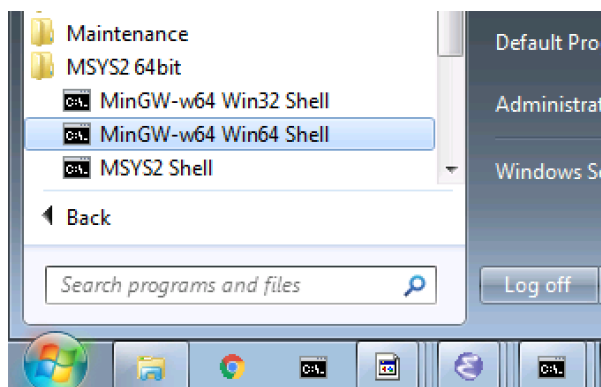 Maintenance
MSYS2 64bit
MinGW-w64 Win32 Shell
MinGW-w64 Win64 Shell
MSYS2 Shell
Back
Search programs and files
Default Pro
Administrat
Windows Se
Log off